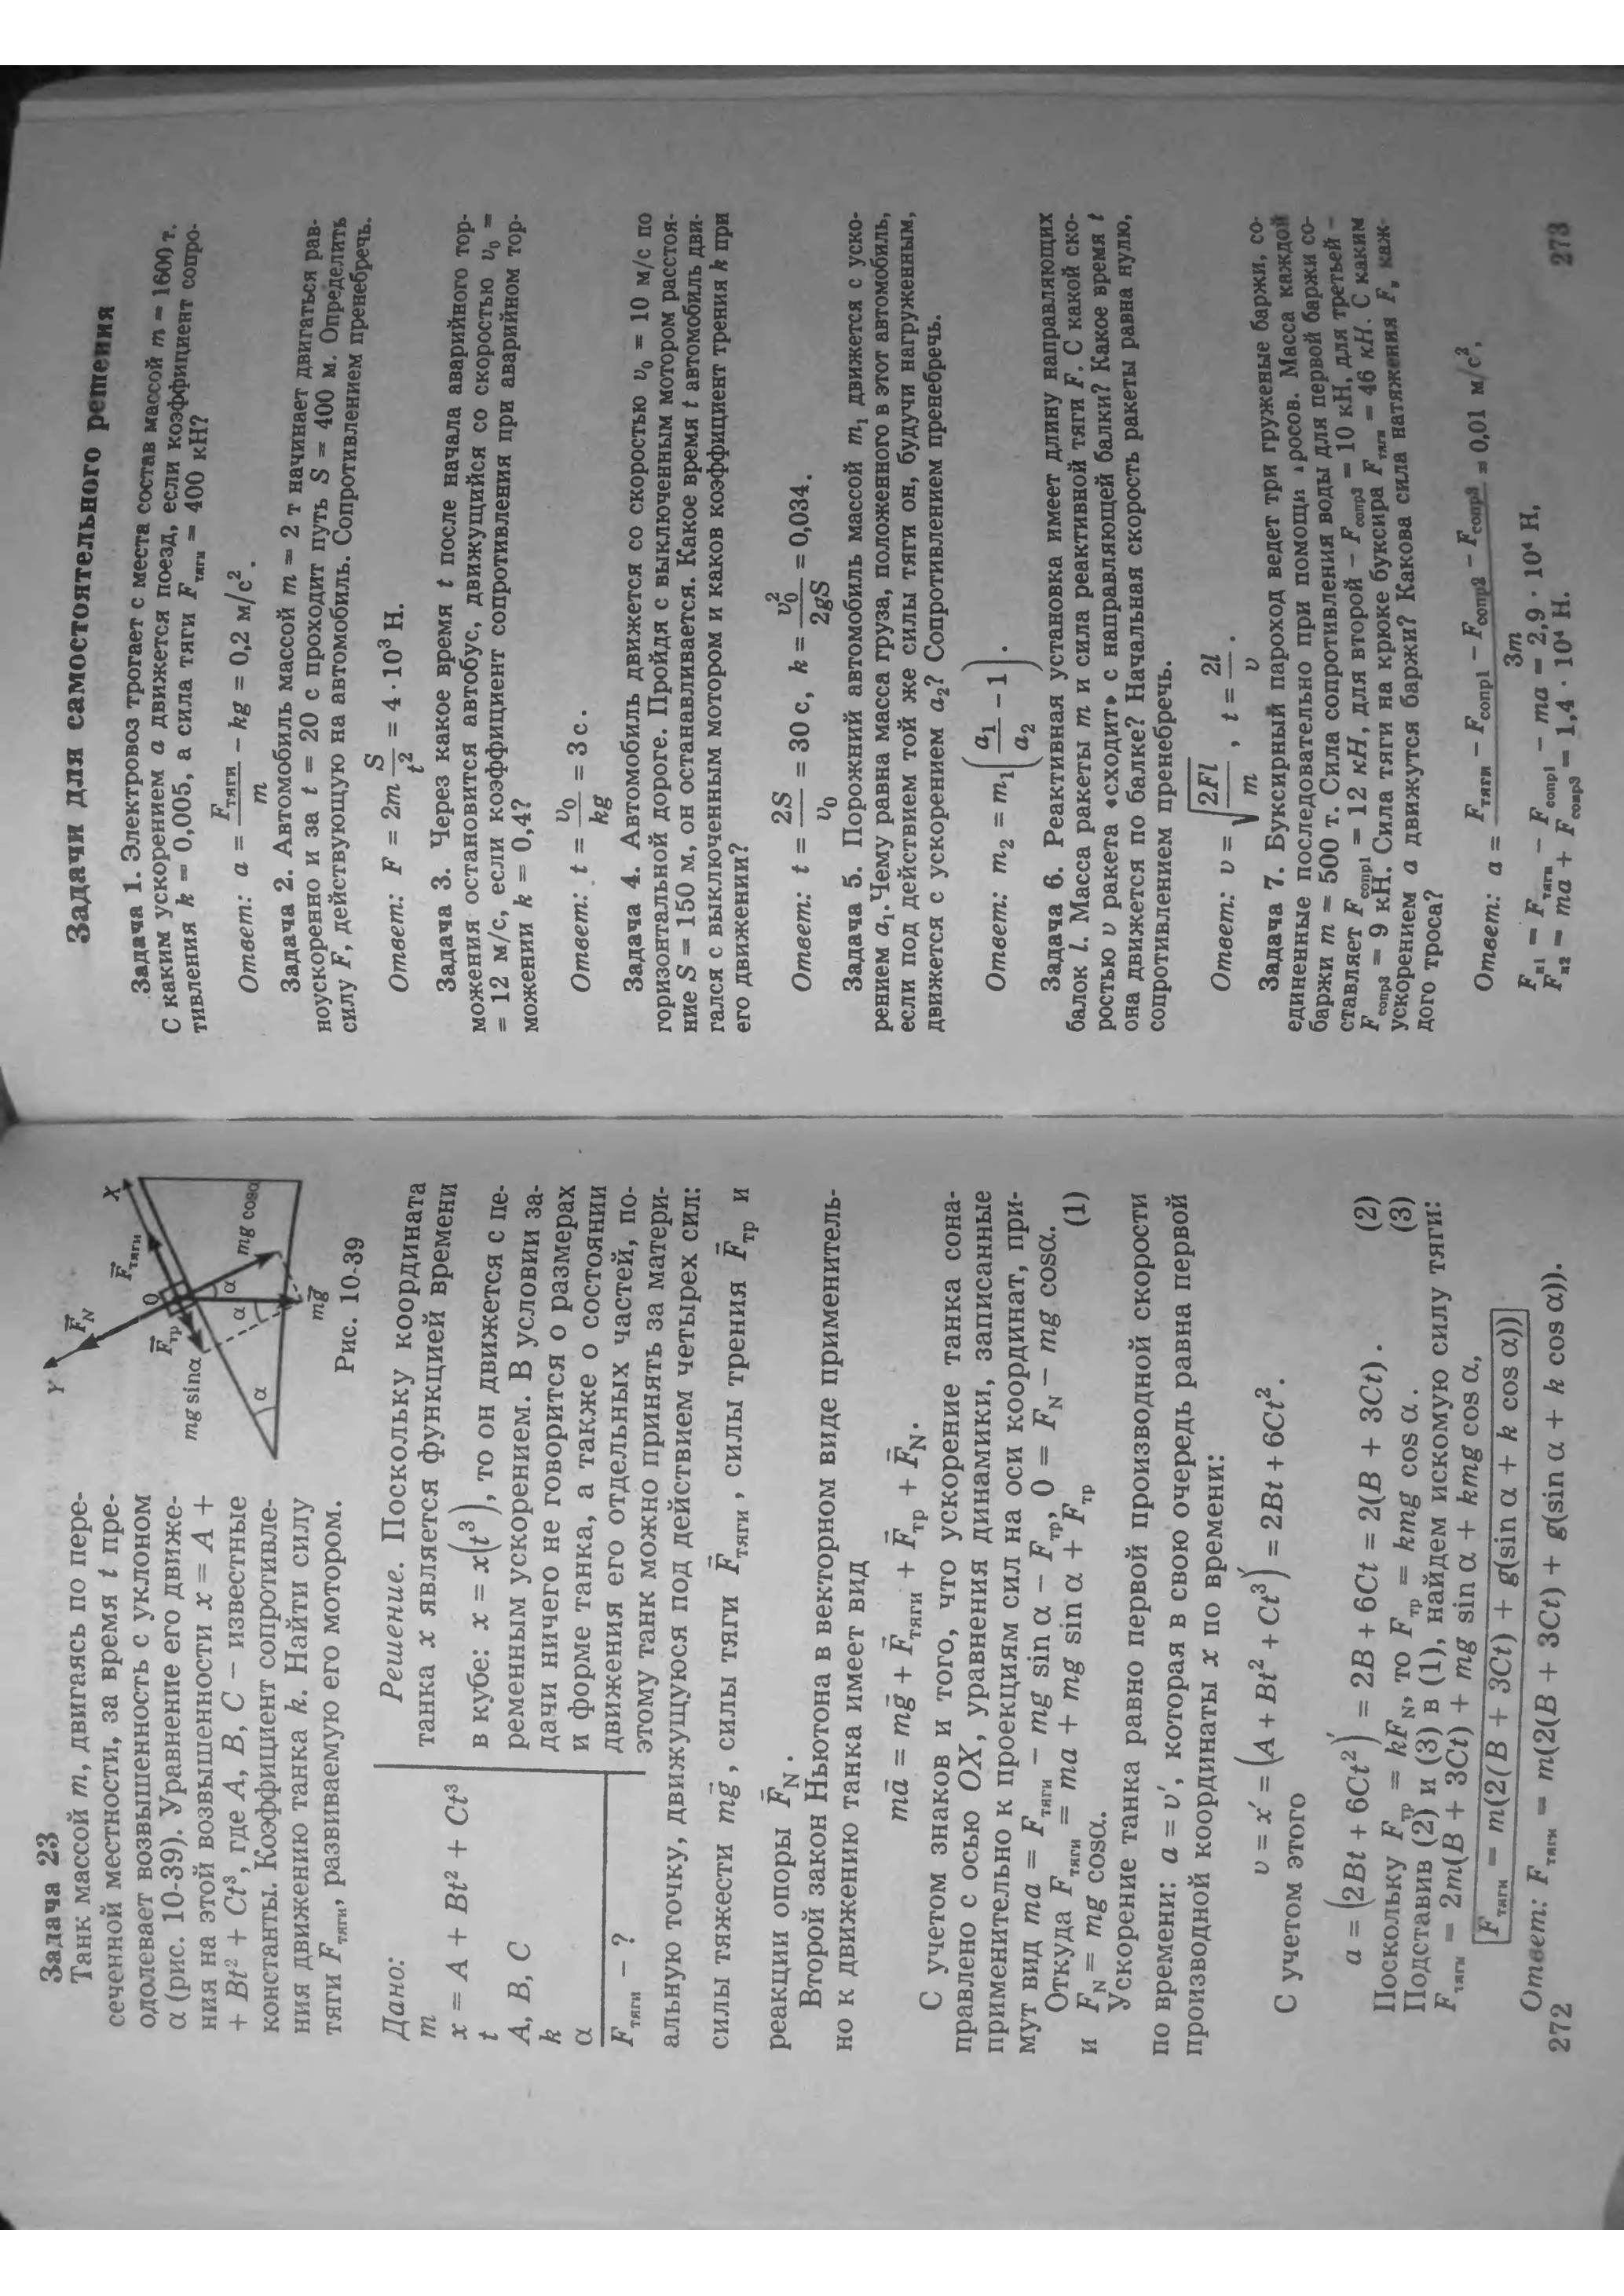 Задача 23
Танк массой m, двигаясь по пере-
сеченной местности, за время t пре-
одолевает возвышенность с уклоном
α (рис. 10-39). Уравнение его движе-
ния на этой возвышенности x = A +
+ Bt² + Ct³, где A, B, C – известные
константы. Коэффициент сопротивле-
ния движению танка k. Найти силу
тяги Fтяги, развиваемую его мотором.
Y
F̄N
F̄тяги
X
F̄тр
0
mg sinα
α
α
α
mg cosα
mḡ
Рис. 10-39
Дано:
m
x = A + Bt² + Ct³
t
A, B, C
k
α
Fтяги – ?
Решение. Поскольку координата
танка x является функцией времени
в кубе: x = x(t³), то он движется с пе-
ременным ускорением. В условии за-
дачи ничего не говорится о размерах
и форме танка, а также о состоянии
движения его отдельных частей, по-
этому танк можно принять за матери-
альную точку, движущуюся под действием четырех сил:
силы тяжести mḡ, силы тяги F̄тяги, силы трения F̄тр и
реакции опоры F̄N.
Второй закон Ньютона в векторном виде применитель-
но к движению танка имеет вид
mā = mḡ + F̄тяги + F̄тр + F̄N.
С учетом знаков и того, что ускорение танка сона-
правлено с осью OX, уравнения динамики, записанные
применительно к проекциям сил на оси координат, при-
мут вид ma = Fтяги – mg sin α – Fтр, 0 = FN – mg cosα.
Откуда Fтяги = ma + mg sin α + Fтр (1)
и FN = mg cosα.
Ускорение танка равно первой производной скорости
по времени: a = υ′, которая в свою очередь равна первой
производной координаты x по времени:
υ = x′ = (A + Bt² + Ct³)′ = 2Bt + 6Ct².
С учетом этого
a = (2Bt + 6Ct²)′ = 2B + 6Ct = 2(B + 3Ct). (2)
Поскольку Fтр = kFN, то Fтр = kmg cos α. (3)
Подставив (2) и (3) в (1), найдем искомую силу тяги:
Fтяги = 2m(B + 3Ct) + mg sin α + kmg cos α,
Fтяги = m(2(B + 3Ct) + g(sin α + k cos α))
Ответ: Fтяги = m(2(B + 3Ct) + g(sin α + k cos α)).
272
Задачи для самостоятельного решения
Задача 1. Электровоз трогает с места состав массой m = 1600 т.
С каким ускорением a движется поезд, если коэффициент сопро-
тивления k = 0,005, а сила тяги Fтяги = 400 кН?
Ответ: a = Fтяги/m – kg = 0,2 м/с².
Задача 2. Автомобиль массой m = 2 т начинает двигаться рав-
ноускоренно и за t = 20 с проходит путь S = 400 м. Определить
силу F, действующую на автомобиль. Сопротивлением пренебречь.
Ответ: F = 2m S/t² = 4 · 10³ Н.
Задача 3. Через какое время t после начала аварийного тор-
можения остановится автобус, движущийся со скоростью υ₀ =
= 12 м/с, если коэффициент сопротивления при аварийном тор-
можении k = 0,4?
Ответ: t = υ₀/kg = 3 с.
Задача 4. Автомобиль движется со скоростью υ₀ = 10 м/с по
горизонтальной дороге. Пройдя с выключенным мотором расстоя-
ние S = 150 м, он останавливается. Какое время t автомобиль дви-
гался с выключенным мотором и каков коэффициент трения k при
его движении?
Ответ: t = 2S/υ₀ = 30 с, k = υ₀²/2gS = 0,034.
Задача 5. Порожний автомобиль массой m₁ движется с уско-
рением a₁. Чему равна масса груза, положенного в этот автомобиль,
если под действием той же силы тяги он, будучи нагруженным,
движется с ускорением a₂? Сопротивлением пренебречь.
Ответ: m₂ = m₁(a₁/a₂ – 1).
Задача 6. Реактивная установка имеет длину направляющих
балок l. Масса ракеты m и сила реактивной тяги F. С какой ско-
ростью υ ракета «сходит» с направляющей балки? Какое время t
она движется по балке? Начальная скорость ракеты равна нулю,
сопротивлением пренебречь.
Ответ: υ = √(2Fl/m), t = 2l/υ.
Задача 7. Буксирный пароход ведет три груженые баржи, со-
единенные последовательно при помощи тросов. Масса каждой
баржи m = 500 т. Сила сопротивления воды для первой баржи со-
ставляет Fсопр1 = 12 кН, для второй – Fсопр2 = 10 кН, для третьей –
Fсопр3 = 9 кН. Сила тяги на крюке буксира Fтяги = 46 кН. С каким
ускорением a движутся баржи? Какова сила натяжения Fн каж-
дого троса?
Ответ: a = (Fтяги – Fсопр1 – Fсопр2 – Fсопр3)/3m = 0,01 м/с²,
Fн1 = Fтяги – Fсопр1 – ma = 2,9 · 10⁴ Н,
Fн2 = ma + Fсопр3 = 1,4 · 10⁴ Н.
273